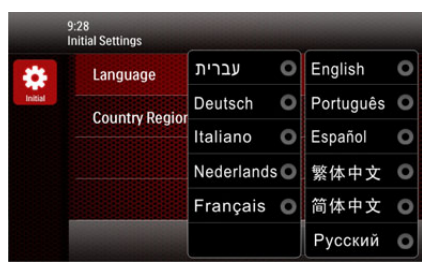 9:28
Initial Settings
Initial
Language
Country Region
עברית
Deutsch
Italiano
Nederlands
Français
English
Português
Español
繁体中文
简体中文
Русский